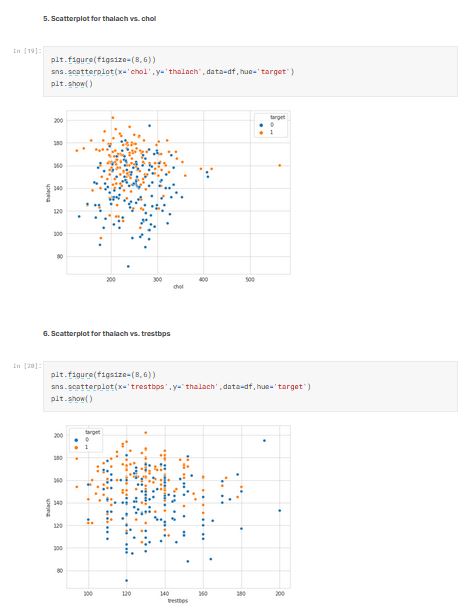 5. Scatterplot for thalach vs. chol
In [19]:
plt.figure(figsize=(8,6))
sns.scatterplot(x='chol',y='thalach',data=df,hue='target')
plt.show()
target
0
1
200
180
160
140
120
100
80
thalach
200
300
400
500
chol
6. Scatterplot for thalach vs. trestbps
In [20]:
plt.figure(figsize=(8,6))
sns.scatterplot(x='trestbps',y='thalach',data=df,hue='target')
plt.show()
target
0
1
200
180
160
140
120
100
80
thalach
100
120
140
160
180
200
trestbps